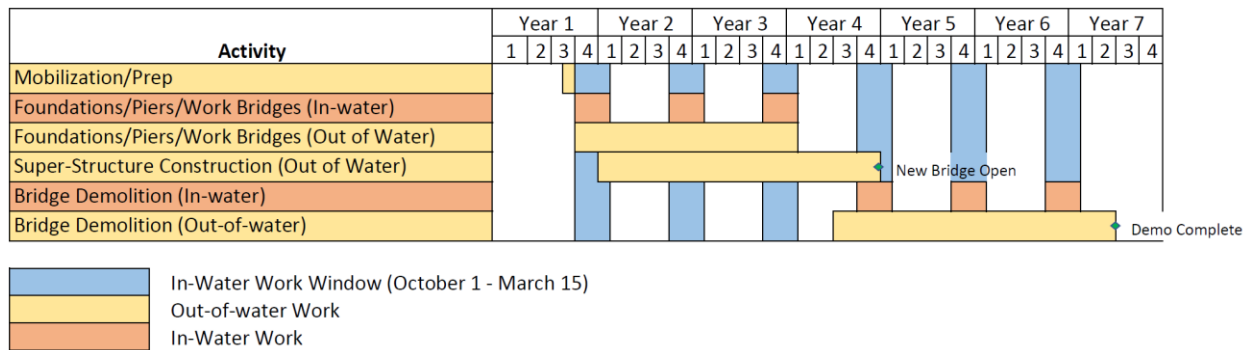 Year 1 Year 2 Year 3 Year 4 Year 5 Year 6 Year 7
Activity 1 2 3 4 1 2 3 4 1 2 3 4 1 2 3 4 1 2 3 4 1 2 3 4 1 2 3 4
Mobilization/Prep
Foundations/Piers/Work Bridges (In-water)
Foundations/Piers/Work Bridges (Out of Water)
Super-Structure Construction (Out of Water) New Bridge Open
Bridge Demolition (In-water)
Bridge Demolition (Out-of-water) Demo Complete
In-Water Work Window (October 1 - March 15)
Out-of-water Work
In-Water Work